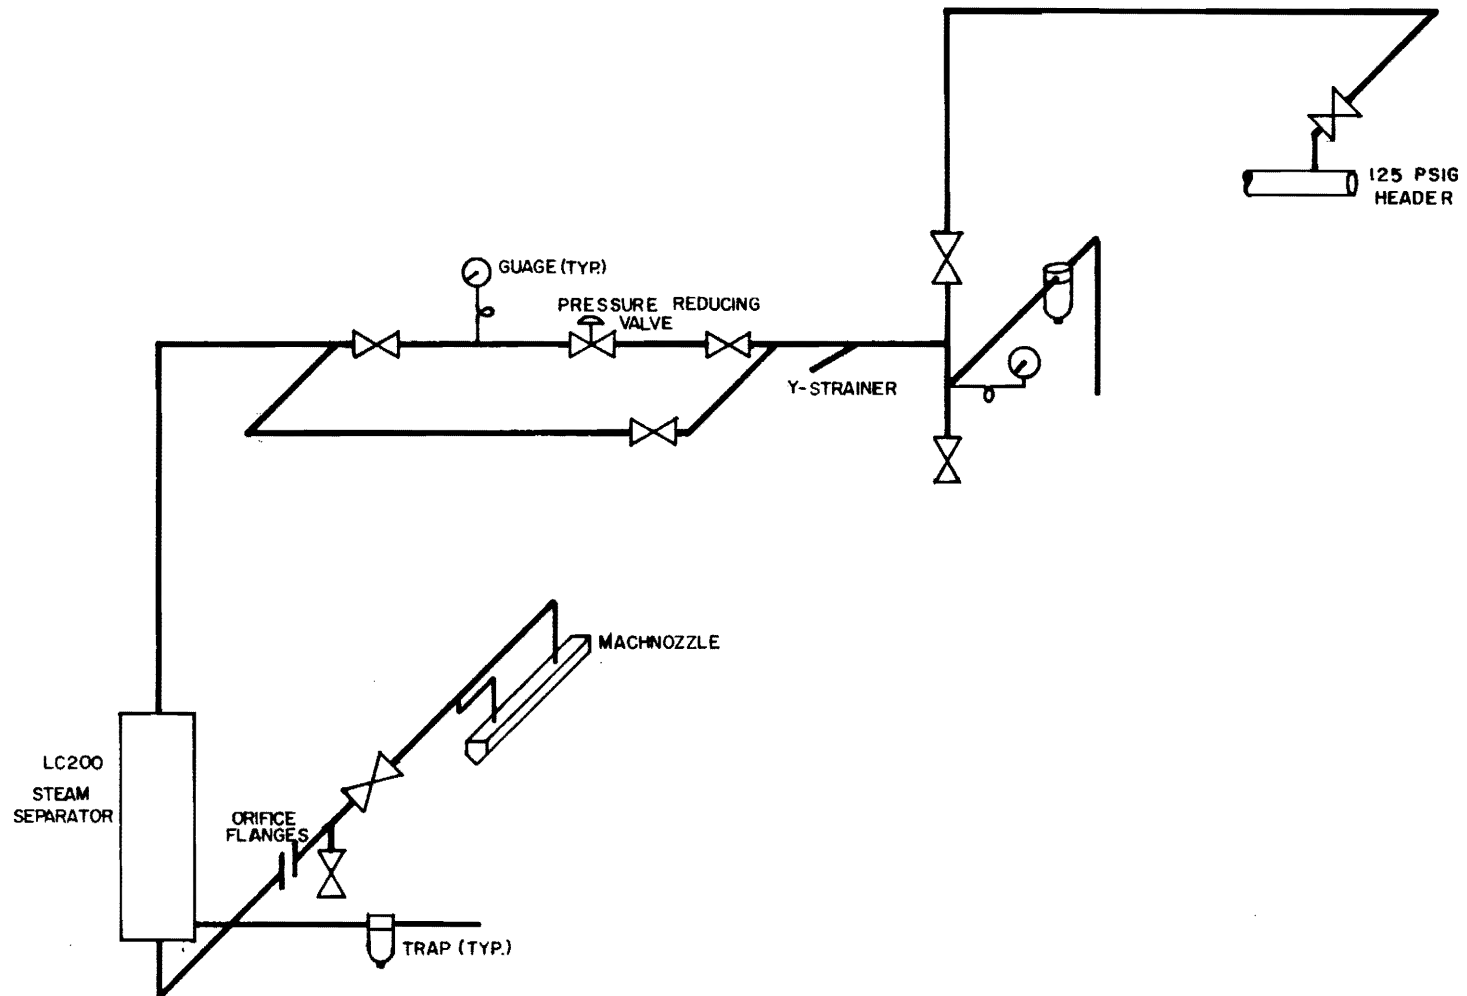 125 PSIG
HEADER
GUAGE (TYP.)
PRESSURE REDUCING
VALVE
Y-STRAINER
MACHNOZZLE
LC200
STEAM
SEPARATOR
ORIFICE
FLANGES
TRAP (TYP.)